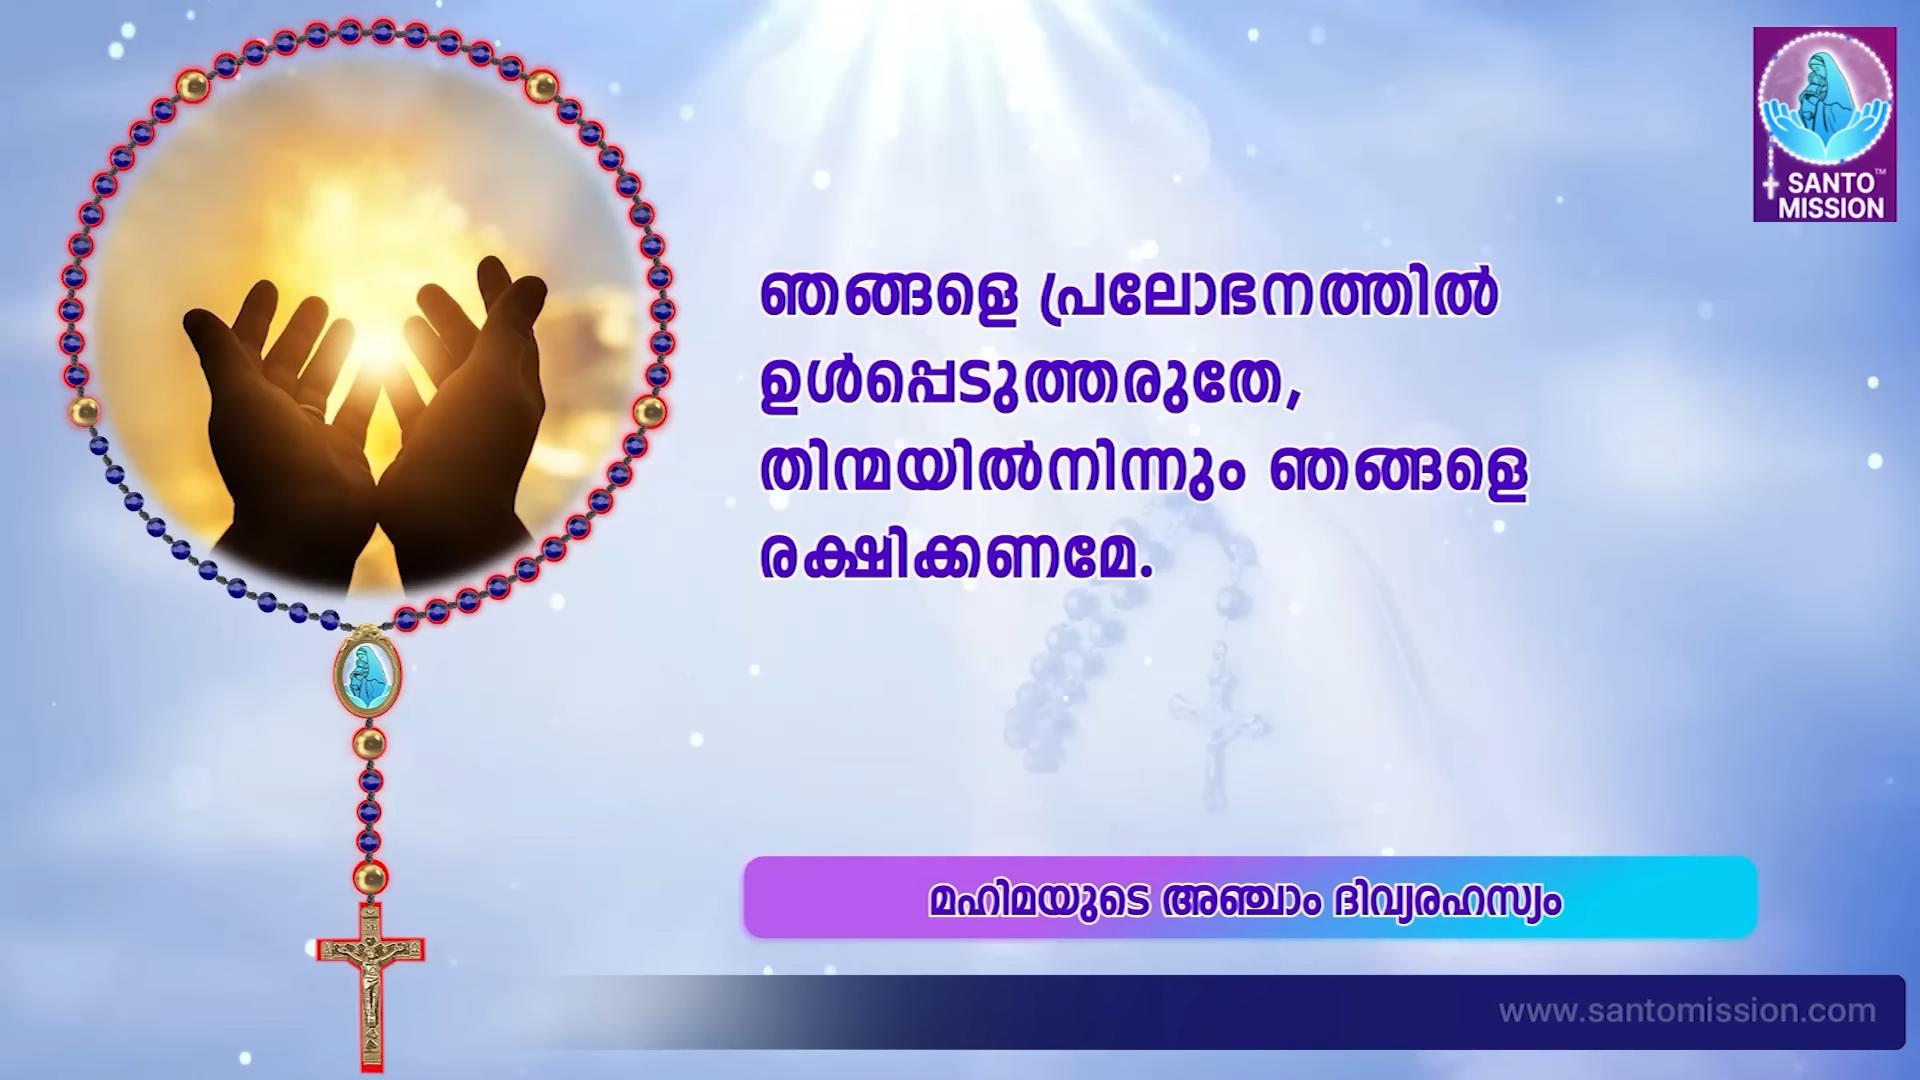 SANTO™
MISSION
ഞങ്ങളെ പ്രലോഭനത്തിൽ
ഉൾപ്പെടുത്തരുതേ,
തിന്മയിൽനിന്നും ഞങ്ങളെ
രക്ഷിക്കണമേ.
മഹിമയുടെ അഞ്ചാം ദിവ്യരഹസ്യം
www.santomission.com